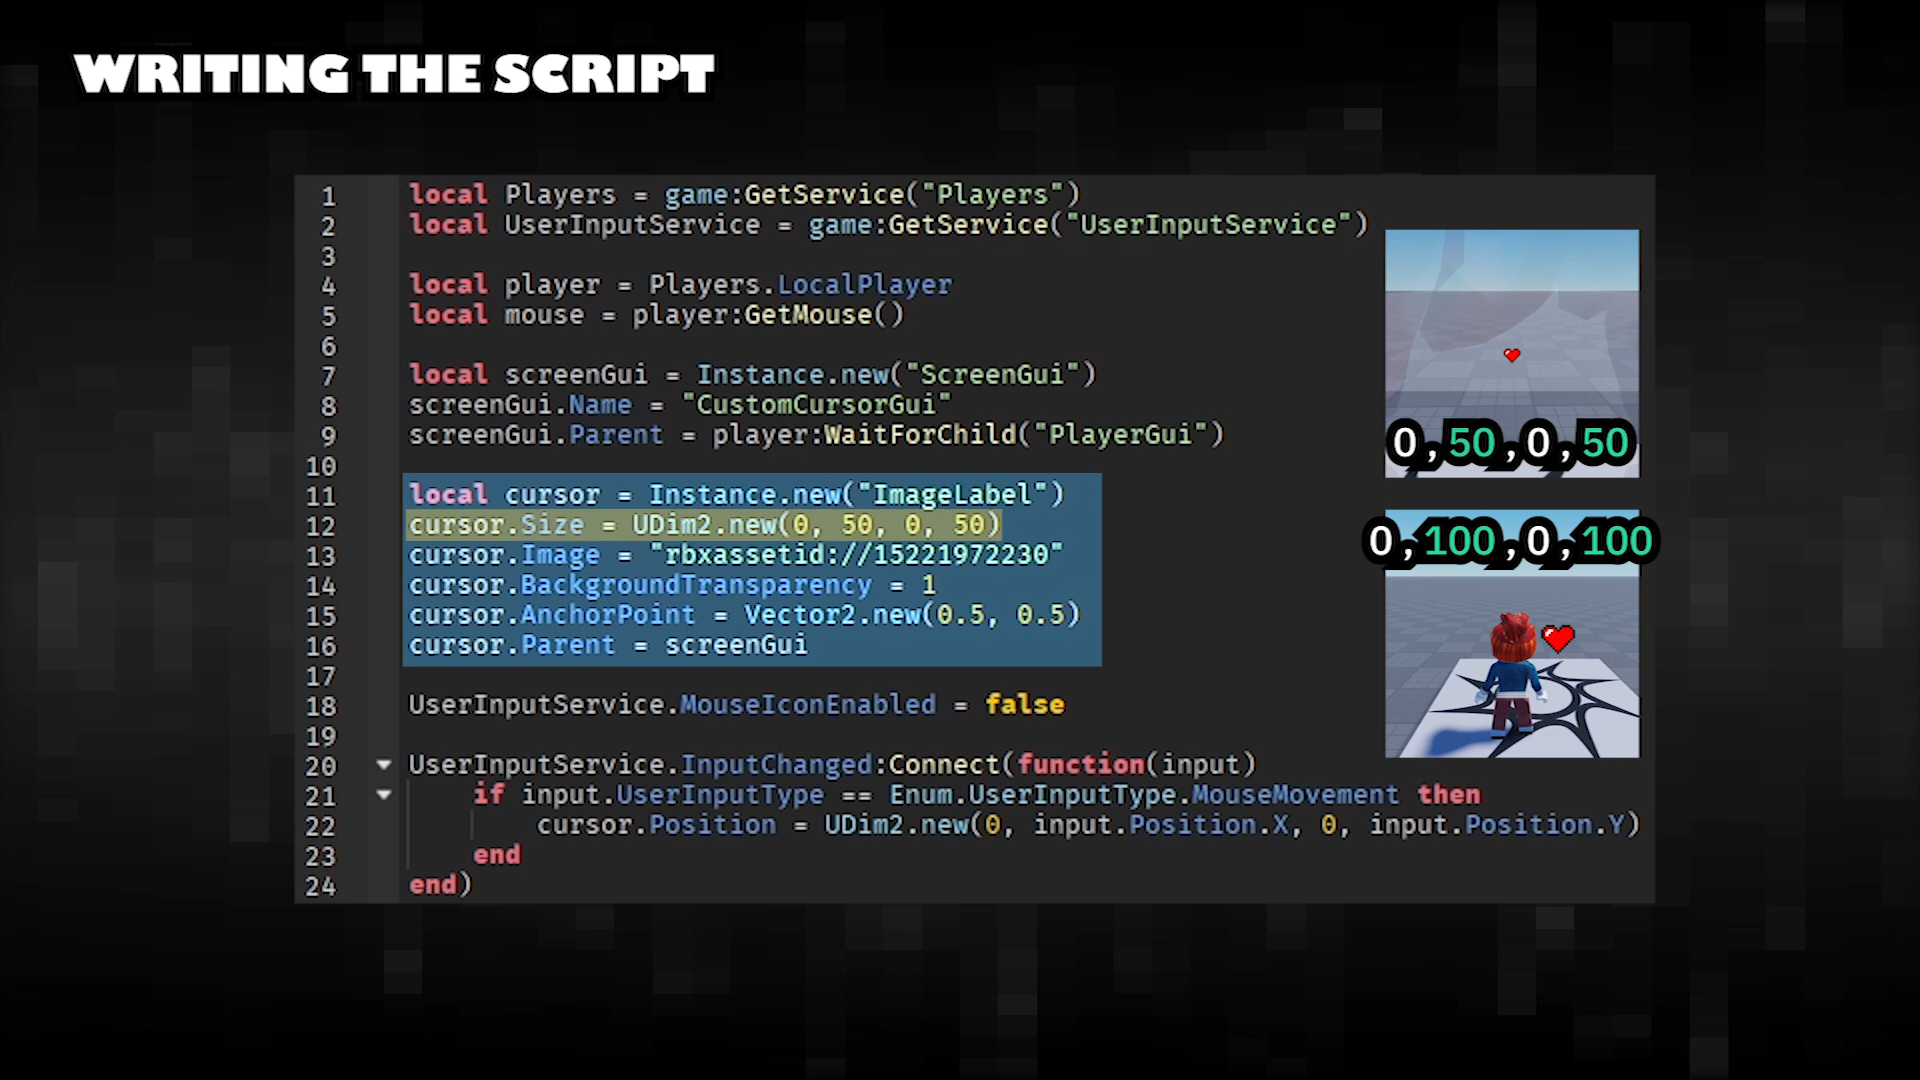 WRITING THE SCRIPT
1 local Players = game:GetService("Players")
2 local UserInputService = game:GetService("UserInputService")
3
4 local player = Players.LocalPlayer
5 local mouse = player:GetMouse()
6
7 local screenGui = Instance.new("ScreenGui")
8 screenGui.Name = "CustomCursorGui"
9 screenGui.Parent = player:WaitForChild("PlayerGui")
10
11 local cursor = Instance.new("ImageLabel")
12 cursor.Size = UDim2.new(0, 50, 0, 50)
13 cursor.Image = "rbxassetid://15221972230"
14 cursor.BackgroundTransparency = 1
15 cursor.AnchorPoint = Vector2.new(0.5, 0.5)
16 cursor.Parent = screenGui
17
18 UserInputService.MouseIconEnabled = false
19
20 UserInputService.InputChanged:Connect(function(input)
21     if input.UserInputType == Enum.UserInputType.MouseMovement then
22         cursor.Position = UDim2.new(0, input.Position.X, 0, input.Position.Y)
23     end
24 end)
0,50,0,50
0,100,0,100